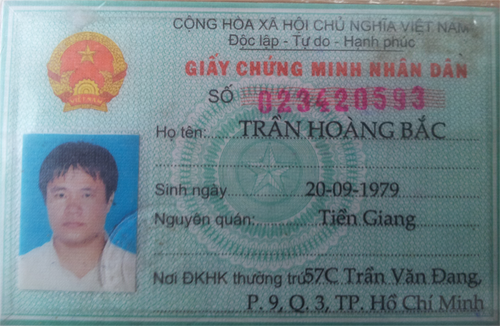 CỘNG HÒA XÃ HỘI CHỦ NGHĨA VIỆT NAM
Độc lập - Tự do - Hạnh phúc
GIẤY CHỨNG MINH NHÂN DÂN
SỐ 023420593
Họ tên: TRẦN HOÀNG BẮC
Sinh ngày 20-09-1979
Nguyên quán: Tiền Giang
Nơi ĐKHK thường trú: 57C Trần Văn Đang,
P. 9, Q. 3, TP. Hồ Chí Minh
VIỆT NAM